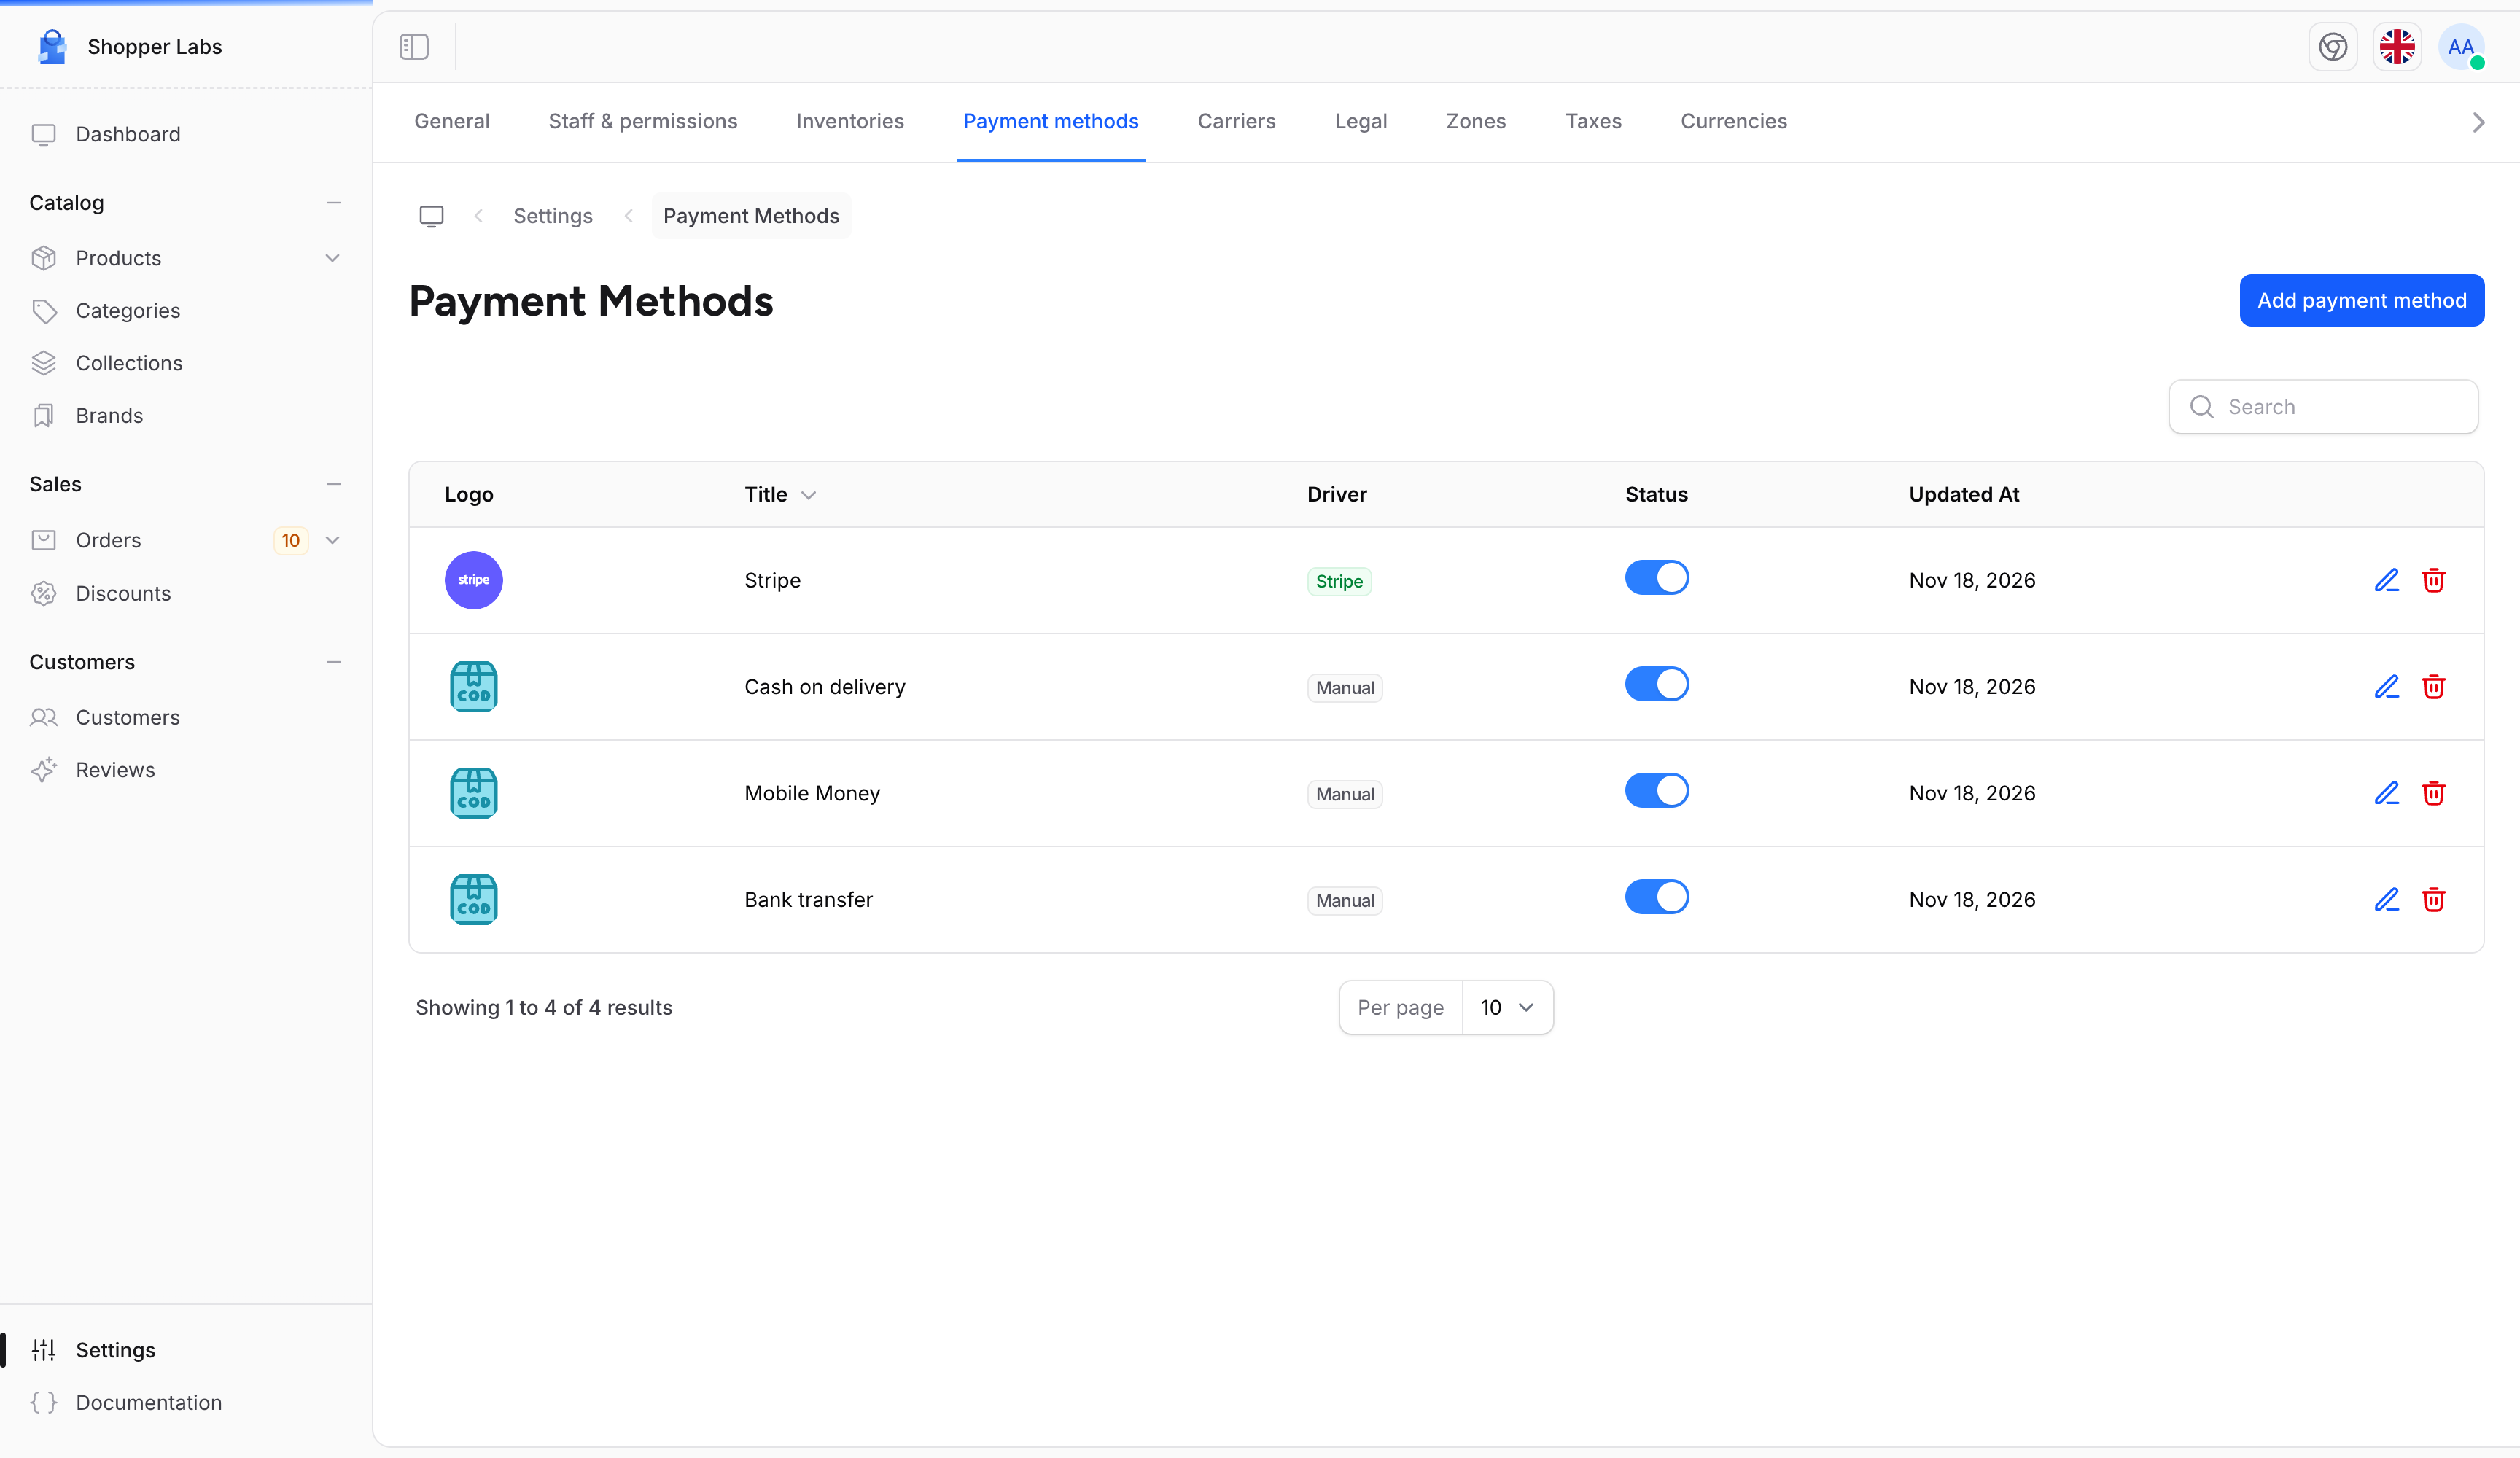 Shopper Labs
AA
Dashboard
Catalog
Products
Categories
Collections
Brands
Sales
Orders 10
Discounts
Customers
Customers
Reviews
Settings
Documentation
General Staff & permissions Inventories Payment methods Carriers Legal Zones Taxes Currencies
Settings Payment Methods
Payment Methods
Add payment method
Search
Logo Title Driver Status Updated At
stripe Stripe Stripe Nov 18, 2026
COD Cash on delivery Manual Nov 18, 2026
COD Mobile Money Manual Nov 18, 2026
COD Bank transfer Manual Nov 18, 2026
Showing 1 to 4 of 4 results
Per page 10